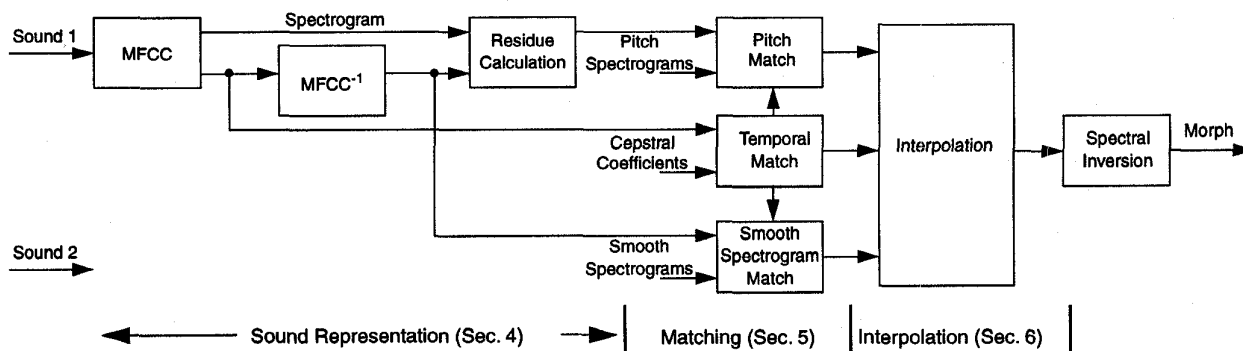 Sound 1
MFCC
Spectrogram
MFCC-1
Residue
Calculation
Pitch
Spectrograms
Pitch
Match
Cepstral
Coefficients
Temporal
Match
Interpolation
Spectral
Inversion
Morph
Sound 2
Smooth
Spectrograms
Smooth
Spectrogram
Match
Sound Representation (Sec. 4)
Matching (Sec. 5)
Interpolation (Sec. 6)